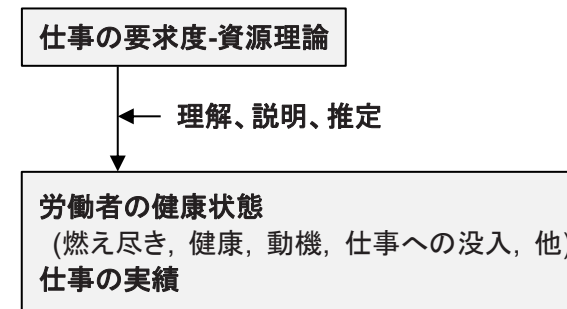 仕事の要求度-資源理論
理解、説明、推定
労働者の健康状態
(燃え尽き, 健康, 動機, 仕事への没入, 他)
仕事の実績